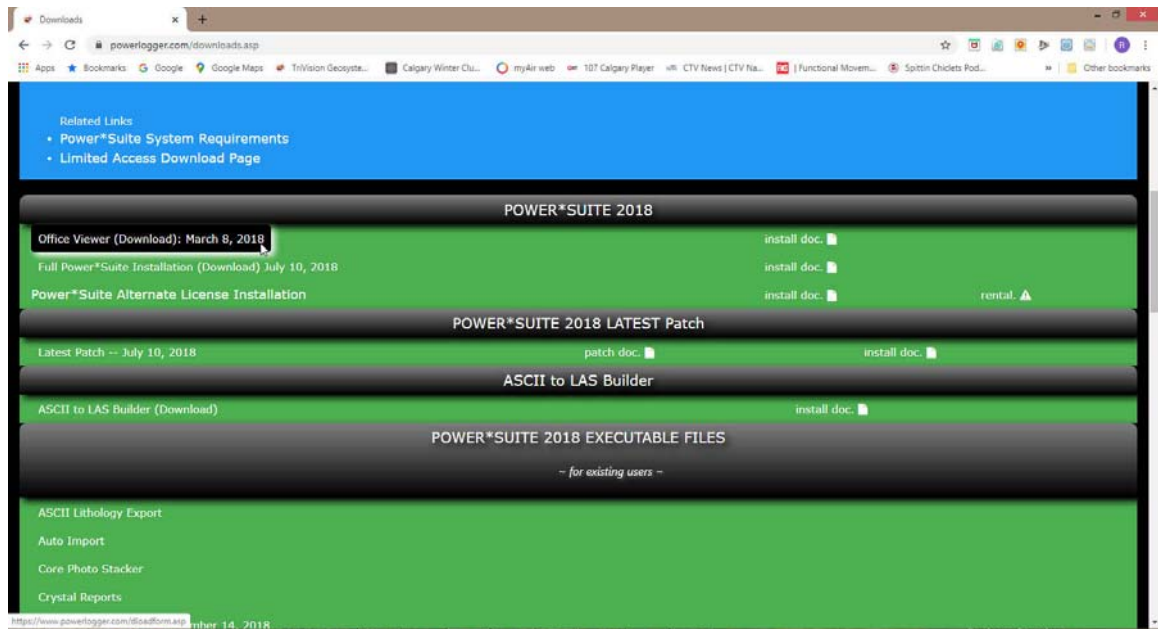 Downloads
powerlogger.com/downloads.asp
Apps Bookmarks Google Google Maps TriVision Geosyste... Calgary Winter Clu... myAir web 107 Calgary Player CTV News | CTV Na... | Functional Movem... Spittin Chiclets Pod... » Other bookmarks
Related Links
• Power*Suite System Requirements
• Limited Access Download Page
POWER*SUITE 2018
Office Viewer (Download): March 8, 2018 install doc.
Full Power*Suite Installation (Download) July 10, 2018 install doc.
Power*Suite Alternate License Installation install doc. rental.
POWER*SUITE 2018 LATEST Patch
Latest Patch -- July 10, 2018 patch doc. install doc.
ASCII to LAS Builder
ASCII to LAS Builder (Download) install doc.
POWER*SUITE 2018 EXECUTABLE FILES
~ for existing users ~
ASCII Lithology Export
Auto Import
Core Photo Stacker
Crystal Reports
https://www.powerlogger.com/dloadform.asp 14, 2018